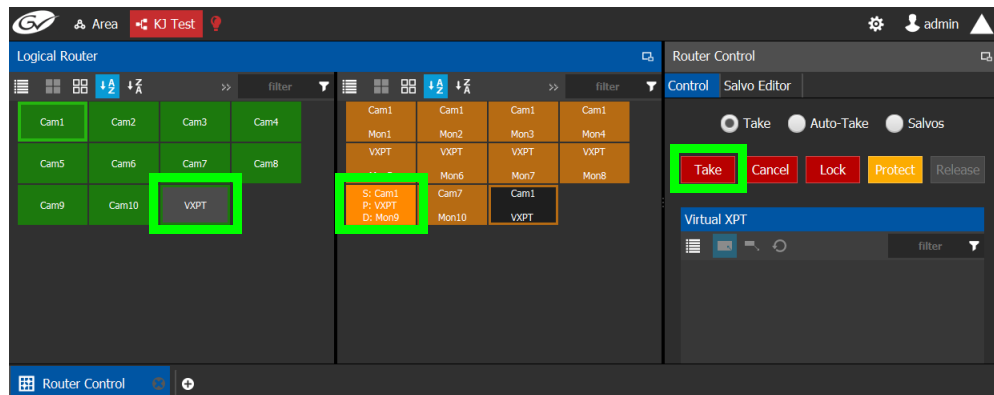 Area
KJ Test
admin
Logical Router
Router Control
filter
filter
Control
Salvo Editor
Cam1
Cam2
Cam3
Cam4
Cam5
Cam6
Cam7
Cam8
Cam9
Cam10
VXPT
Cam1
Mon1
Cam1
Mon2
Cam1
Mon3
Cam1
Mon4
VXPT
VXPT
Mon6
VXPT
Mon7
VXPT
Mon8
S: Cam1
P: VXPT
D: Mon9
Cam7
Mon10
Cam1
VXPT
Take
Auto-Take
Salvos
Take
Cancel
Lock
Protect
Release
Virtual XPT
filter
Router Control